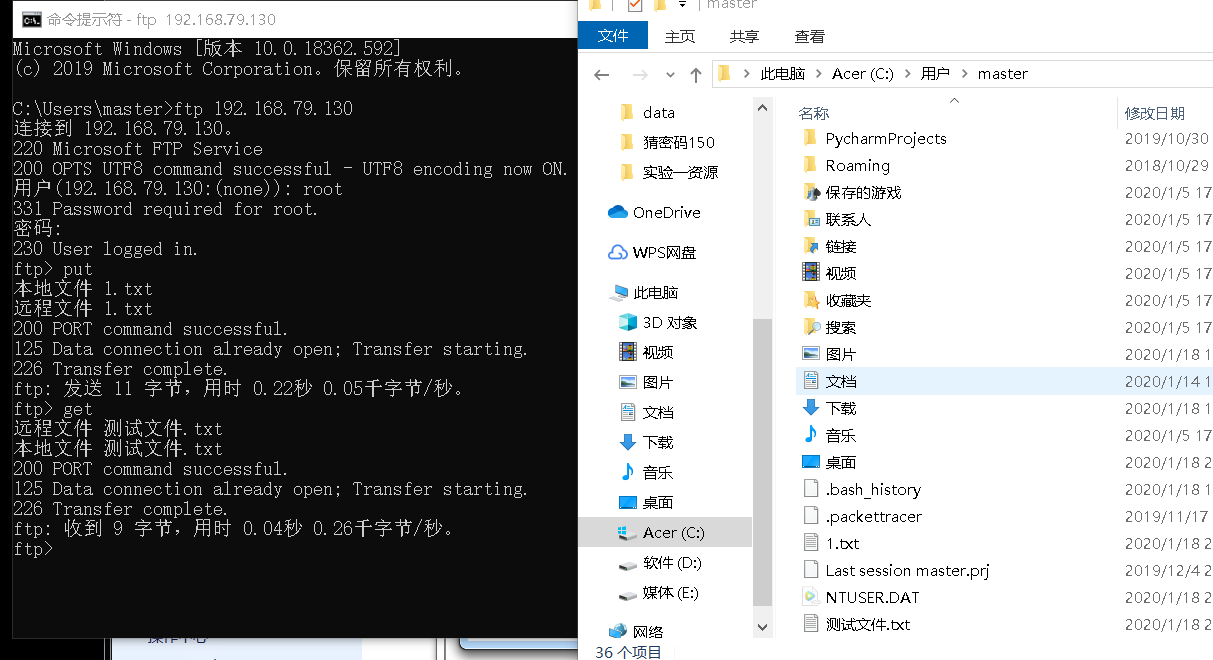 命令提示符 - ftp 192.168.79.130
Microsoft Windows [版本 10.0.18362.592]
(c) 2019 Microsoft Corporation。保留所有权利。
C:\Users\master>ftp 192.168.79.130
连接到 192.168.79.130。
220 Microsoft FTP Service
200 OPTS UTF8 command successful - UTF8 encoding now ON.
用户(192.168.79.130:(none)): root
331 Password required for root.
密码:
230 User logged in.
ftp> put
本地文件 1.txt
远程文件 1.txt
200 PORT command successful.
125 Data connection already open; Transfer starting.
226 Transfer complete.
ftp: 发送 11 字节，用时 0.22秒 0.05千字节/秒。
ftp> get
远程文件 测试文件.txt
本地文件 测试文件.txt
200 PORT command successful.
125 Data connection already open; Transfer starting.
226 Transfer complete.
ftp: 收到 9 字节，用时 0.04秒 0.26千字节/秒。
ftp>
master
文件 主页 共享 查看
此电脑 > Acer (C:) > 用户 > master
data
猜密码150
实验一资源
OneDrive
WPS网盘
此电脑
3D 对象
视频
图片
文档
下载
音乐
桌面
Acer (C:)
软件 (D:)
媒体 (E:)
网络
36 个项目
名称 修改日期
PycharmProjects 2019/10/30
Roaming 2018/10/29
保存的游戏 2020/1/5 17
联系人 2020/1/5 17
链接 2020/1/5 17
视频 2020/1/5 17
收藏夹 2020/1/5 17
搜索 2020/1/5 17
图片 2020/1/18 1
文档 2020/1/14 1
下载 2020/1/18 1
音乐 2020/1/5 17
桌面 2020/1/18 2
.bash_history 2020/1/18 1
.packettracer 2019/11/17
1.txt 2020/1/18 2
Last session master.prj 2019/12/4 2
NTUSER.DAT 2020/1/18 2
测试文件.txt 2020/1/18 2